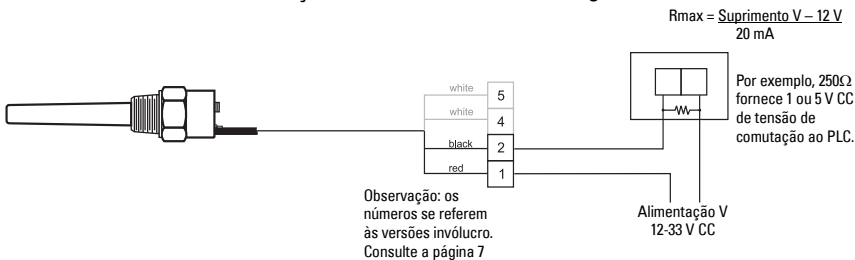 Rmax = Suprimento V – 12 V
20 mA
white
5
white
4
black
2
red
1
Por exemplo, 250Ω
fornece 1 ou 5 V CC
de tensão de
comutação ao PLC.
Observação: os
números se referem
às versões invólucro.
Consulte a página 7
Alimentação V
12-33 V CC